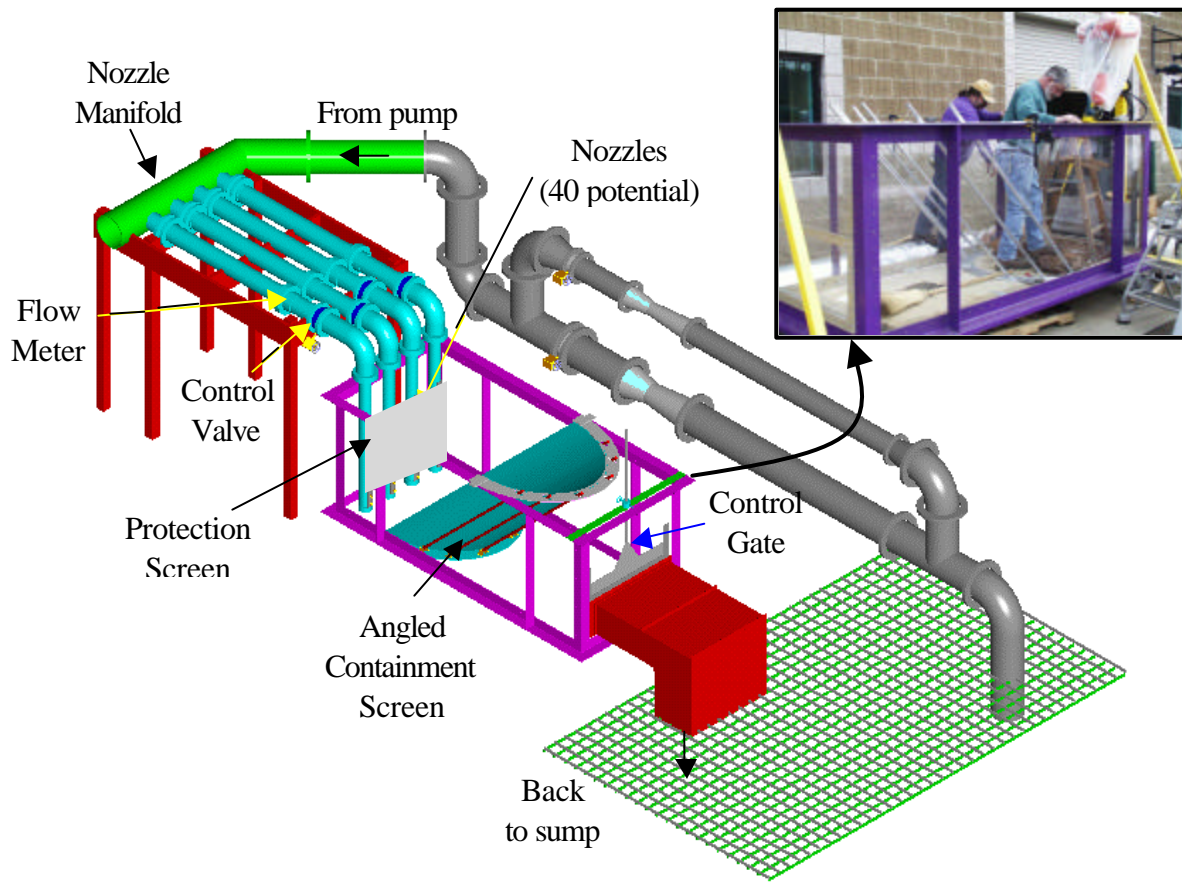 Nozzle
Manifold
From pump
Nozzles
(40 potential)
Flow
Meter
Control
Valve
Protection
Screen
Angled
Containment
Screen
Control
Gate
Back
to sump